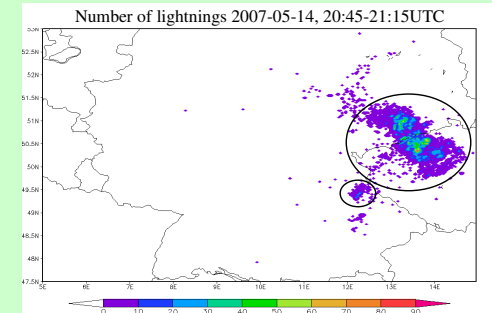 Number of lightnings 2007-05-14, 20:45-21:15UTC
53N
52.5N
52N
51.5N
51N
50.5N
50N
49.5N
49N
48.5N
48N
47.5N
5E 6E 7E 8E 9E 10E 11E 12E 13E 14E
0 10 20 30 40 50 60 70 80 90